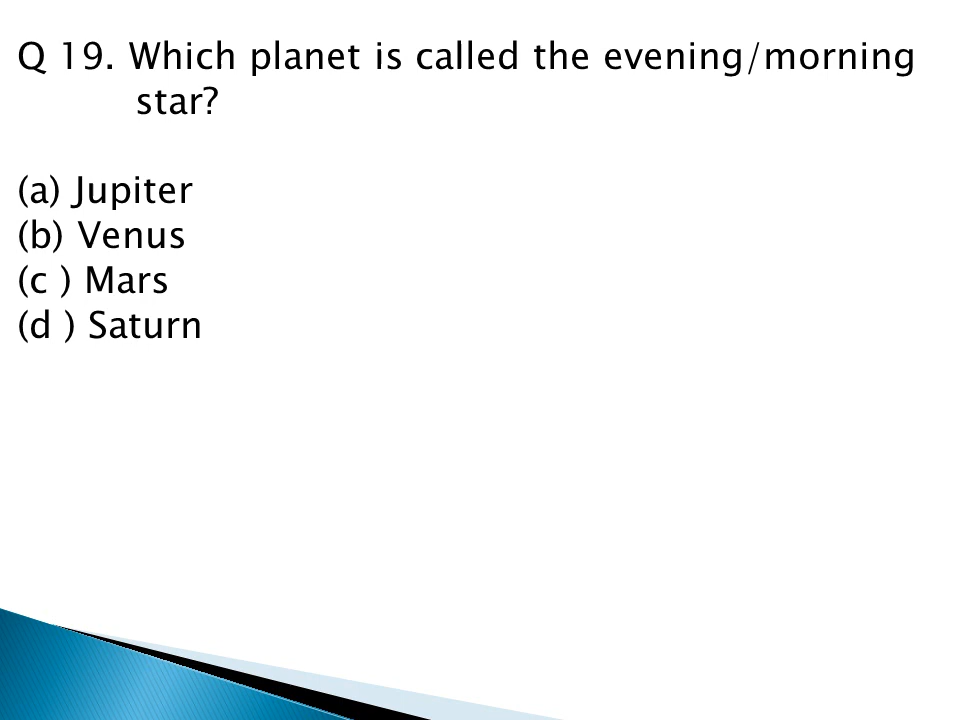 Q 19. Which planet is called the evening/morning
star?
(a) Jupiter
(b) Venus
(c ) Mars
(d ) Saturn